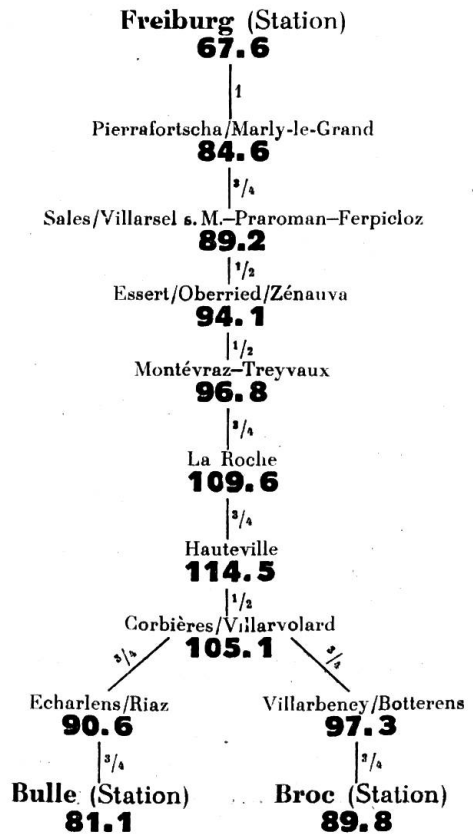 Freiburg (Station)
67.6
1
Pierrafortscha/Marly-le-Grand
84.6
3/4
Sales/Villarsel s. M.–Praroman–Ferpicloz
89.2
1/2
Essert/Oberried/Zénauva
94.1
1/2
Montévraz–Treyvaux
96.8
3/4
La Roche
109.6
3/4
Hauteville
114.5
1/2
Corbières/Villarvolard
105.1
3/4 3/4
Echarlens/Riaz Villarbeney/Botterens
90.6 97.3
3/4 3/4
Bulle (Station) Broc (Station)
81.1 89.8